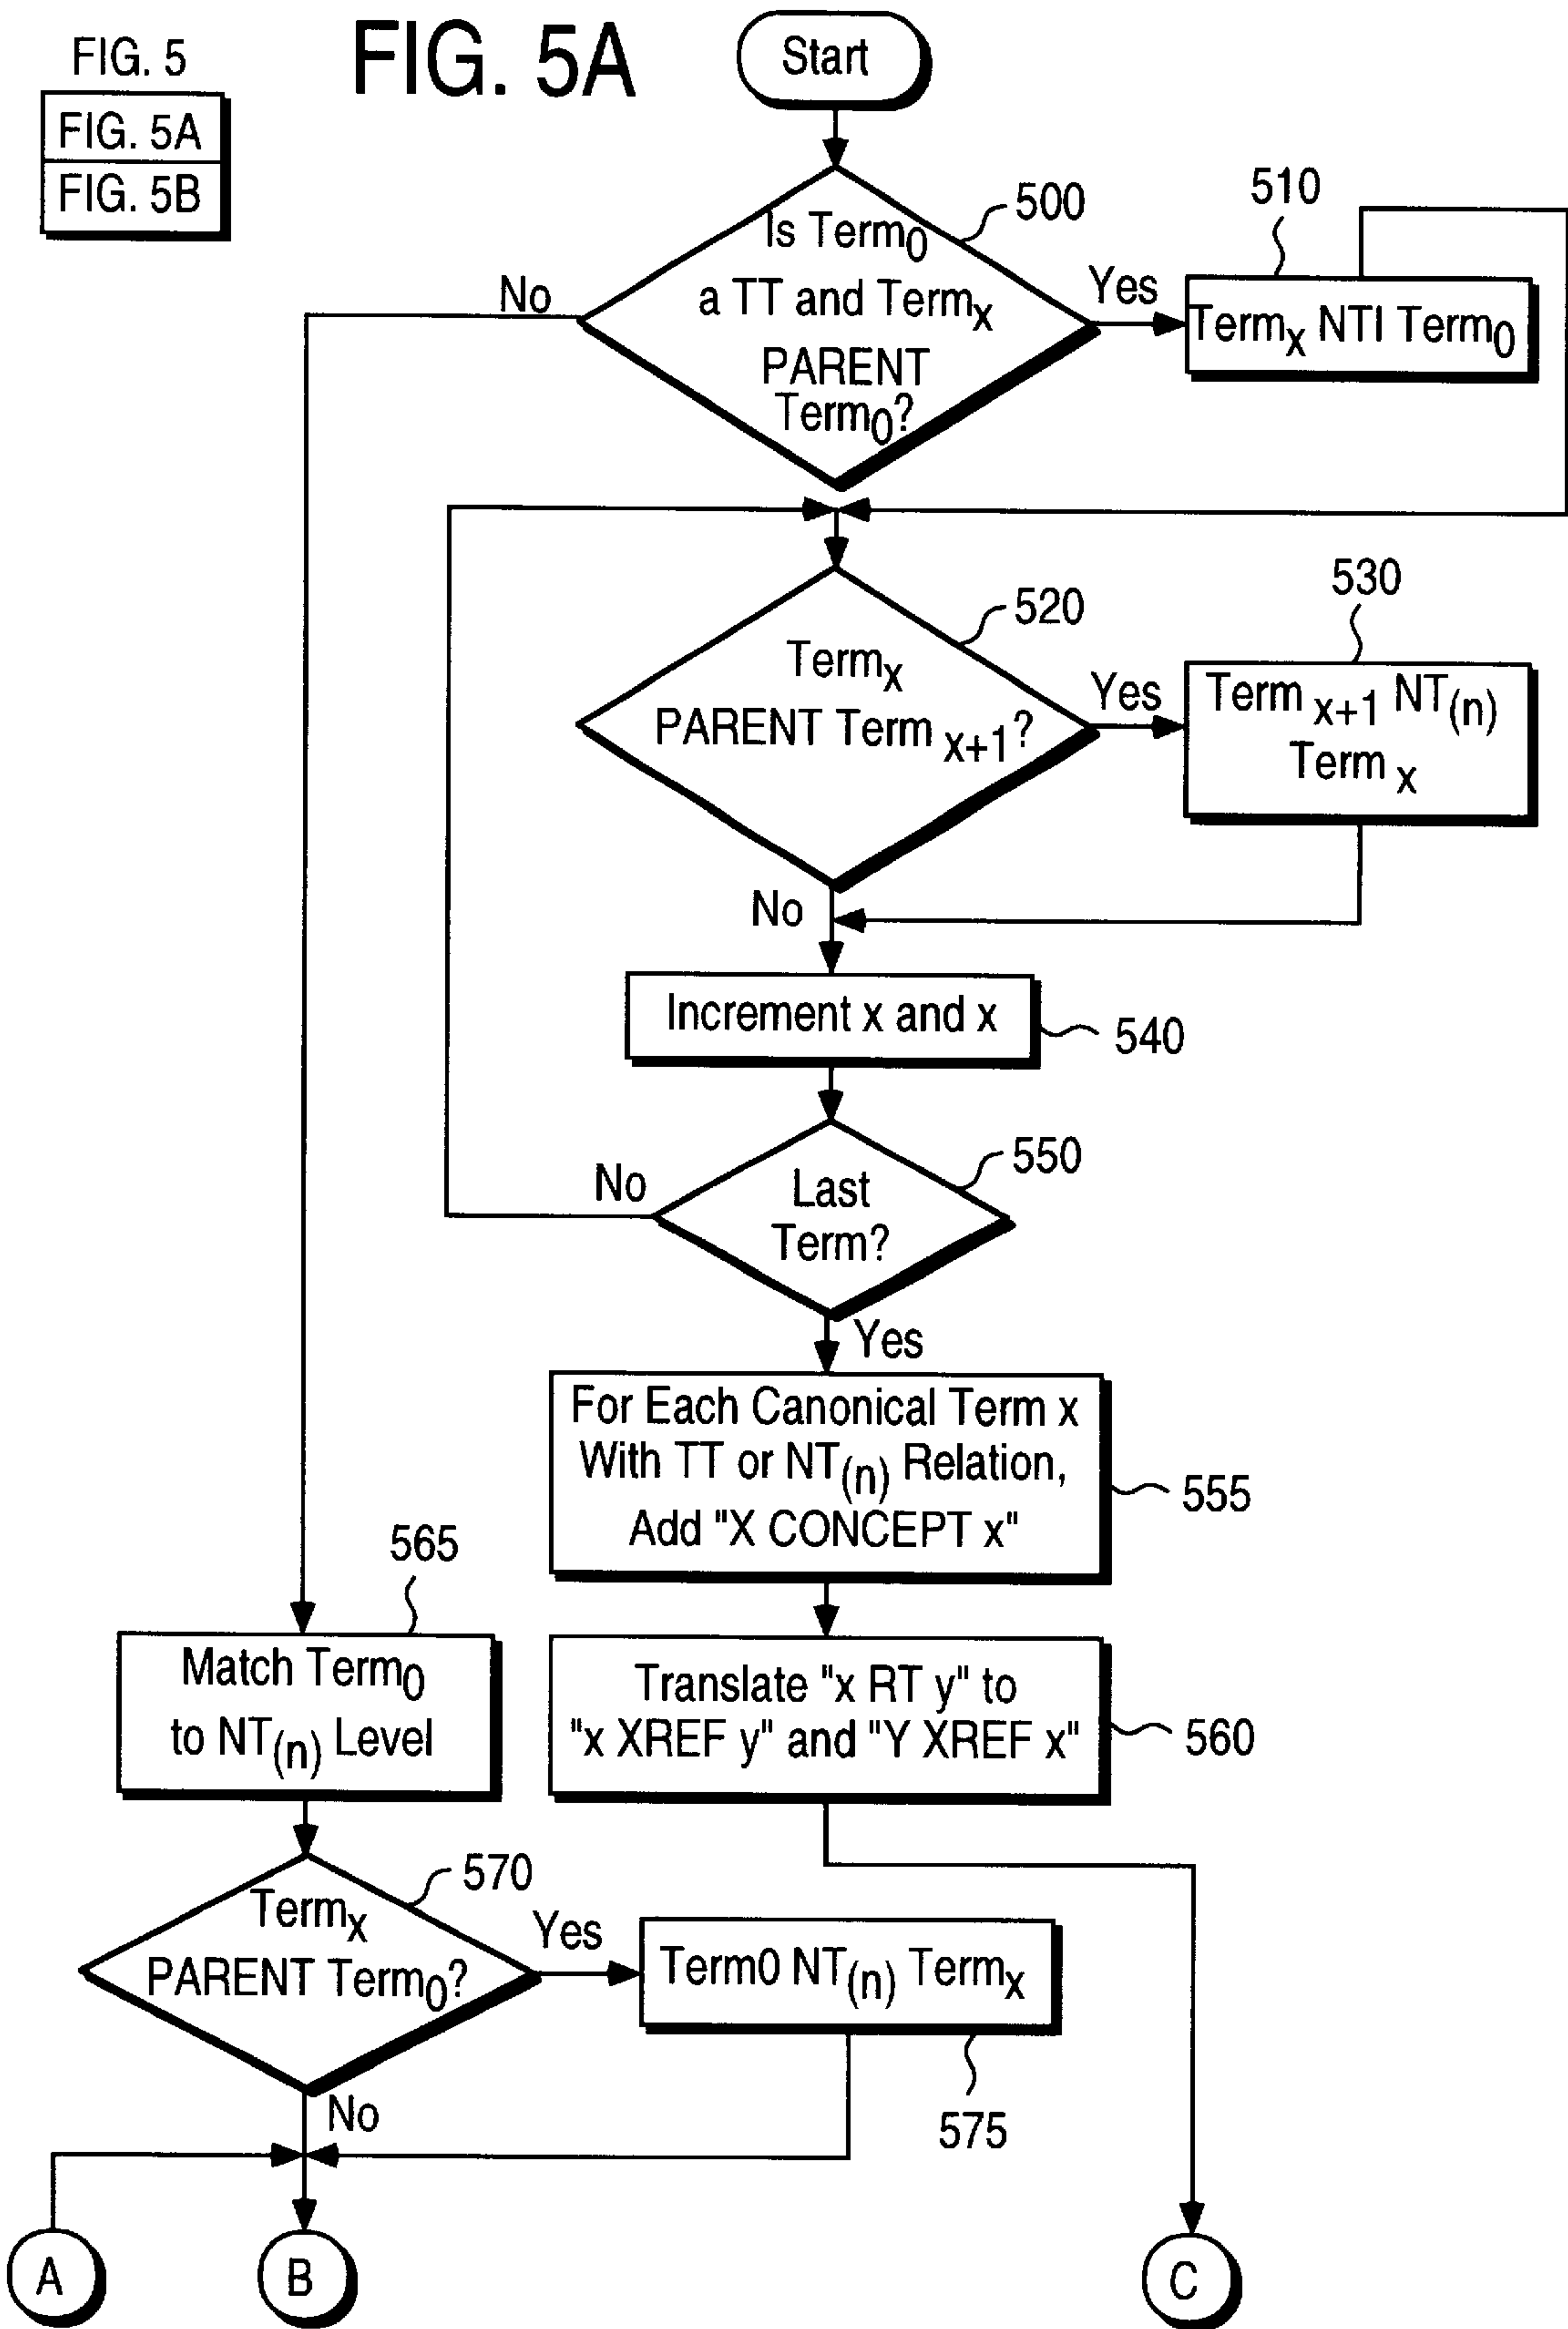 FIG. 5
FIG. 5A
FIG. 5B
FIG. 5A
Start
500
Is Term0
a TT and Termx
PARENT
Term0?
No
Yes
510
Termx NTI Term0
520
Termx
PARENT Term x+1?
Yes
No
530
Term x+1 NT(n)
Term x
Increment x and x
540
550
Last
Term?
No
Yes
For Each Canonical Term x
With TT or NT(n) Relation,
Add "X CONCEPT x"
555
Translate "x RT y" to
"x XREF y" and "Y XREF x"
560
565
Match Term0
to NT(n) Level
570
Termx
PARENT Term0?
Yes
No
Term0 NT(n) Termx
575
A
B
C